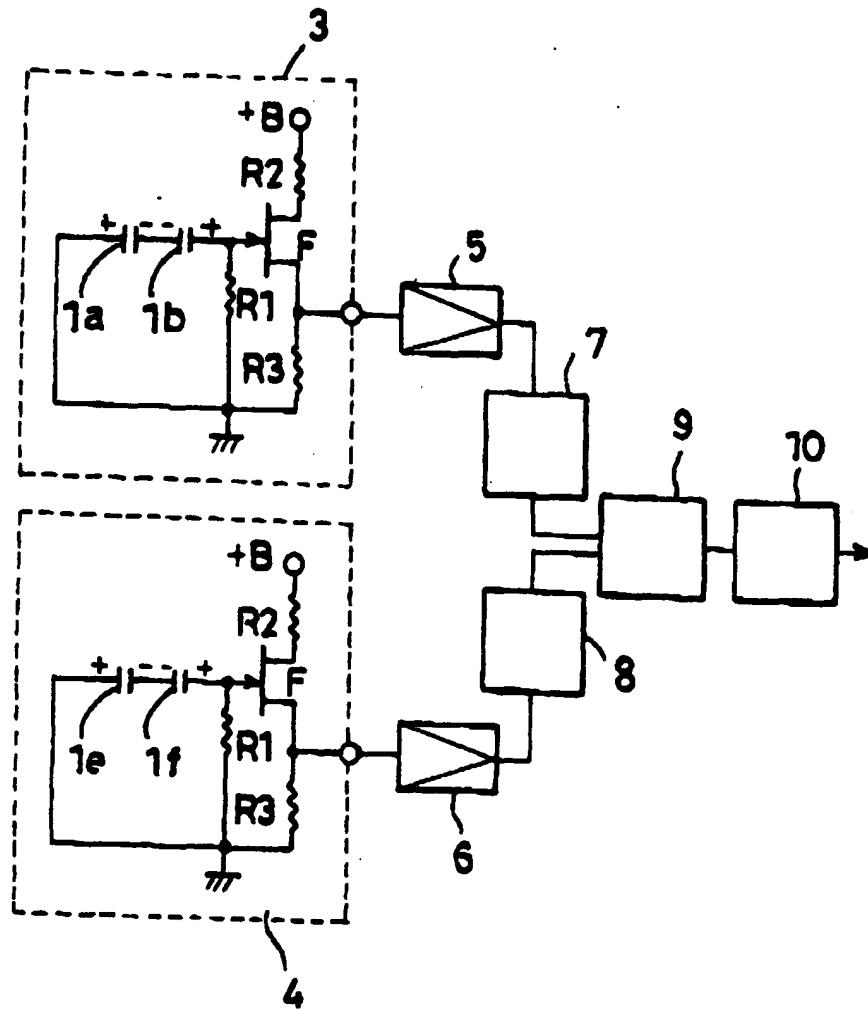 3
+B
R2
+ - - +
F
1a 1b R1
R3
5
7
9
10
+B
R2
+ - - +
F
1e 1f R1
R3
8
6
4